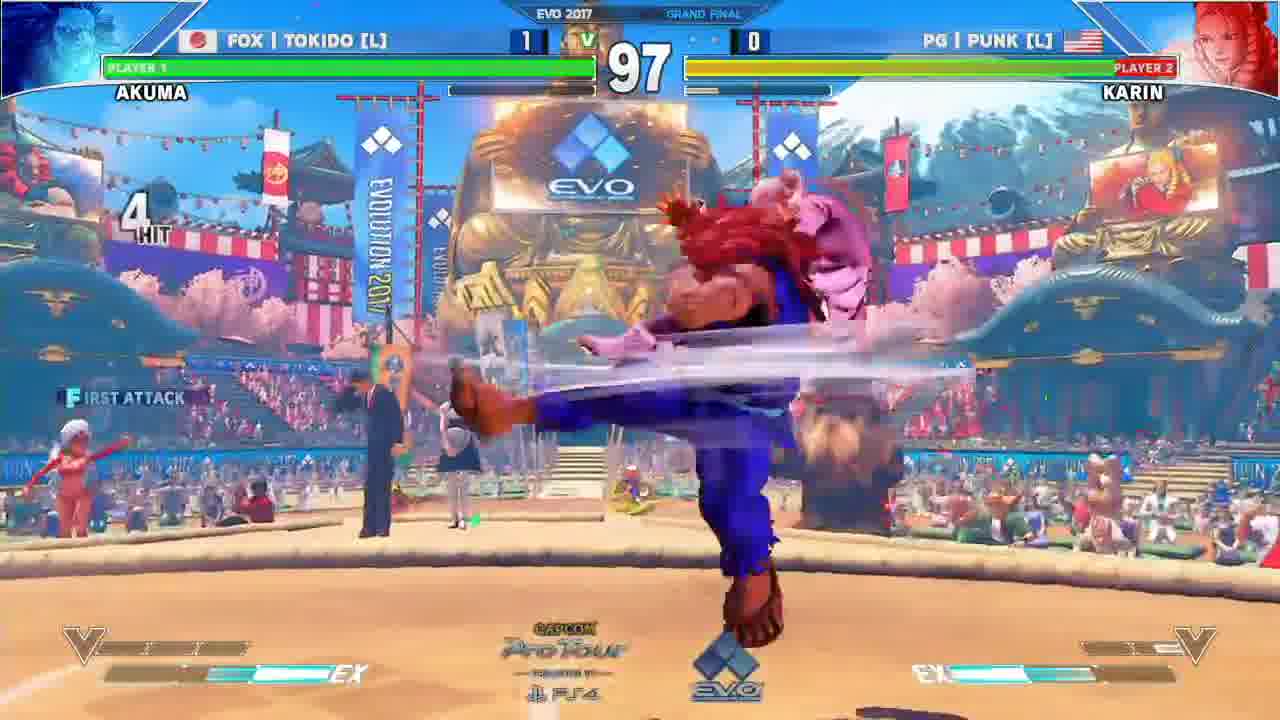 EVO 2017 GRAND FINAL
FOX | TOKIDO [L] 1 V 97 0 PG | PUNK [L]
PLAYER 1 PLAYER 2
AKUMA KARIN
EVO
4 HIT
EVOLUTION 2017
FIRST ATTACK
EX EX
CAPCOM
Pro Tour
PS4
EVO